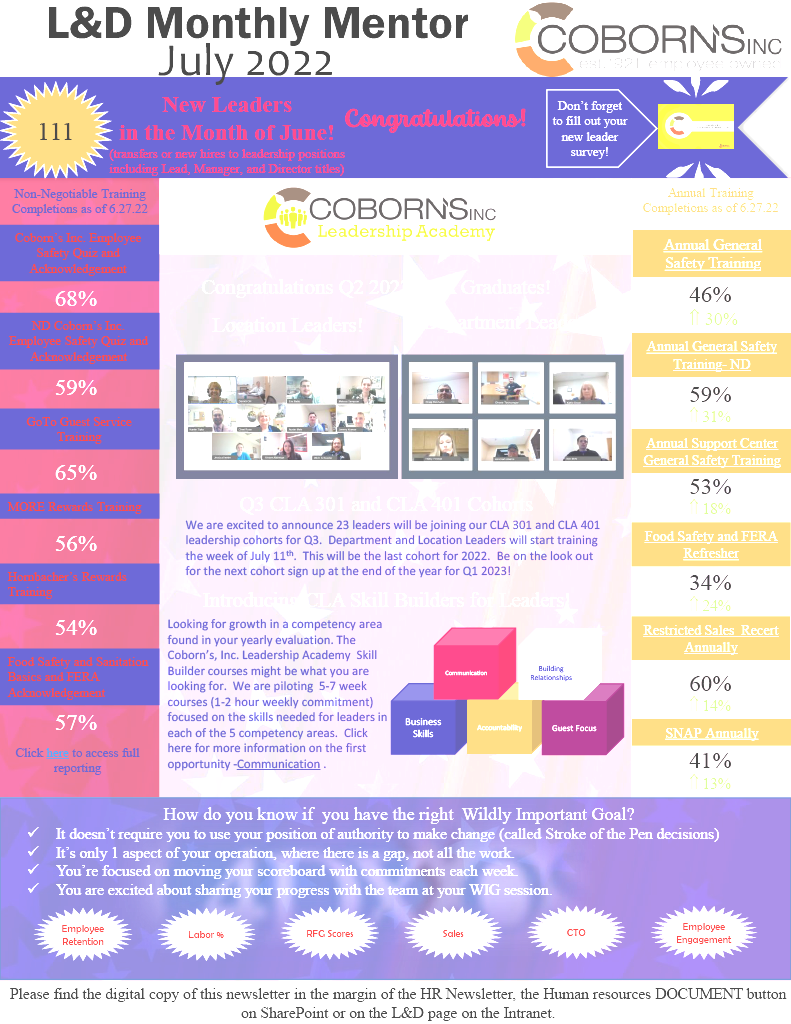 L&D Monthly Mentor
July 2022
COBORN'S INC
est. 1921 employee owned
111
New Leaders
in the Month of June!
(transfers or new hires to leadership positions
including Lead, Manager, and Director titles)
Congratulations!
Don't forget
to fill out your
new leader
survey!
Non-Negotiable Training
Completions as of 6.27.22
Coborn's Inc. Employee
Safety Quiz and
Acknowledgement
68%
ND Coborn's Inc.
Employee Safety Quiz and
Acknowledgement
59%
GoTo Guest Service
Training
65%
MORE Rewards Training
56%
Hornbacher's Rewards
Training
54%
Food Safety and Sanitation
Basics and FERA
Acknowledgement
57%
Click here to access full
reporting
COBORN'S INC
Leadership Academy
Congratulations Q2 202 Graduates!
Location Leaders!
Q3 CLA 301 and CLA 401 Cohorts
We are excited to announce 23 leaders will be joining our CLA 301 and CLA 401
leadership cohorts for Q3. Department and Location Leaders will start training
the week of July 11th. This will be the last cohort for 2022. Be on the look out
for the next cohort sign up at the end of the year for Q1 2023!
Introducing CLA Skill Builders for Leaders!
Looking for growth in a competency area
found in your yearly evaluation. The
Coborn's, Inc. Leadership Academy Skill
Builder courses might be what you are
looking for. We are piloting 5-7 week
courses (1-2 hour weekly commitment)
focused on the skills needed for leaders in
each of the 5 competency areas. Click
here for more information on the first
opportunity -Communication .
Communication
Building
Relationships
Business
Skills
Accountability
Guest Focus
Annual Training
Completions as of 6.27.22
Annual General
Safety Training
46%
⇧ 30%
Annual General Safety
Training- ND
59%
⇧ 31%
Annual Support Center
General Safety Training
53%
⇧ 18%
Food Safety and FERA
Refresher
34%
⇧ 24%
Restricted Sales Recert
Annually
60%
⇧ 14%
SNAP Annually
41%
⇧ 13%
How do you know if you have the right Wildly Important Goal?
✓ It doesn't require you to use your position of authority to make change (called Stroke of the Pen decisions)
✓ It's only 1 aspect of your operation, where there is a gap, not all the work.
✓ You're focused on moving your scoreboard with commitments each week.
✓ You are excited about sharing your progress with the team at your WIG session.
Employee
Retention
Labor %
RFG Scores
Sales
CTO
Employee
Engagement
Please find the digital copy of this newsletter in the margin of the HR Newsletter, the Human resources DOCUMENT button
on SharePoint or on the L&D page on the Intranet.